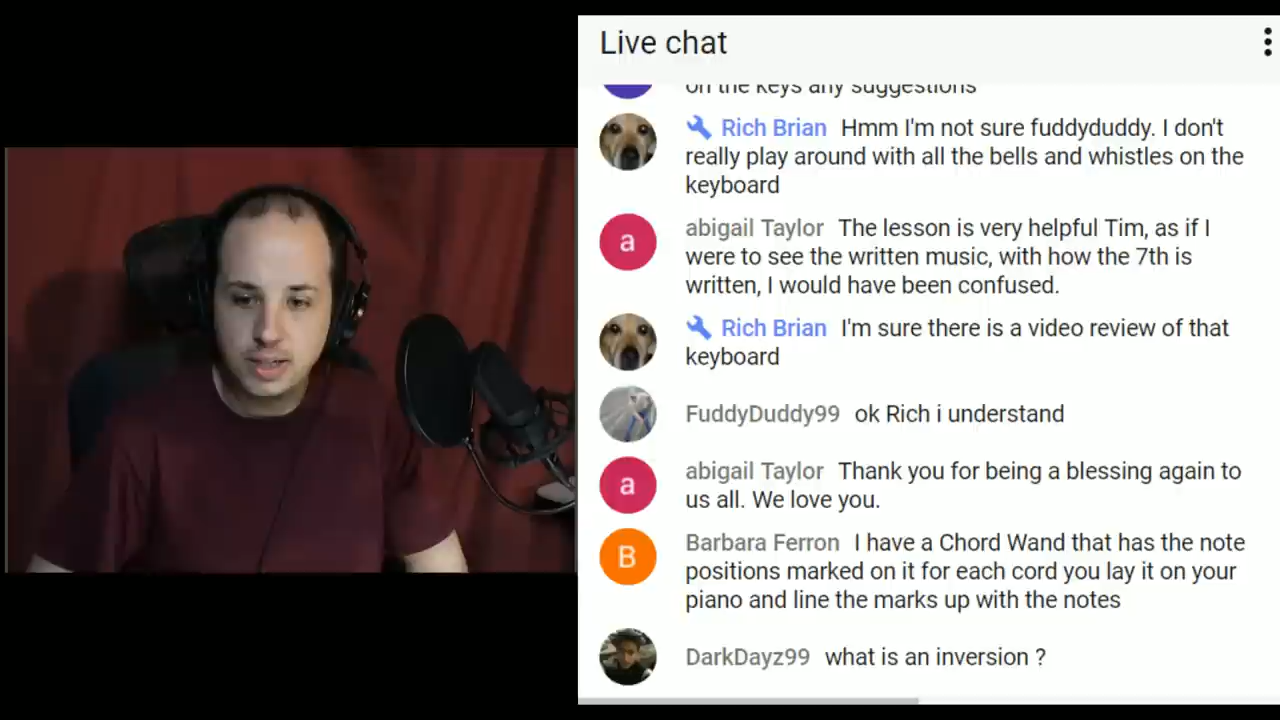 Live chat
on the keys any suggestions
Rich Brian Hmm I'm not sure fuddyduddy. I don't
really play around with all the bells and whistles on the
keyboard
abigail Taylor The lesson is very helpful Tim, as if I
were to see the written music, with how the 7th is
written, I would have been confused.
Rich Brian I'm sure there is a video review of that
keyboard
FuddyDuddy99 ok Rich i understand
abigail Taylor Thank you for being a blessing again to
us all. We love you.
Barbara Ferron I have a Chord Wand that has the note
positions marked on it for each cord you lay it on your
piano and line the marks up with the notes
DarkDayz99 what is an inversion ?
a
a
B